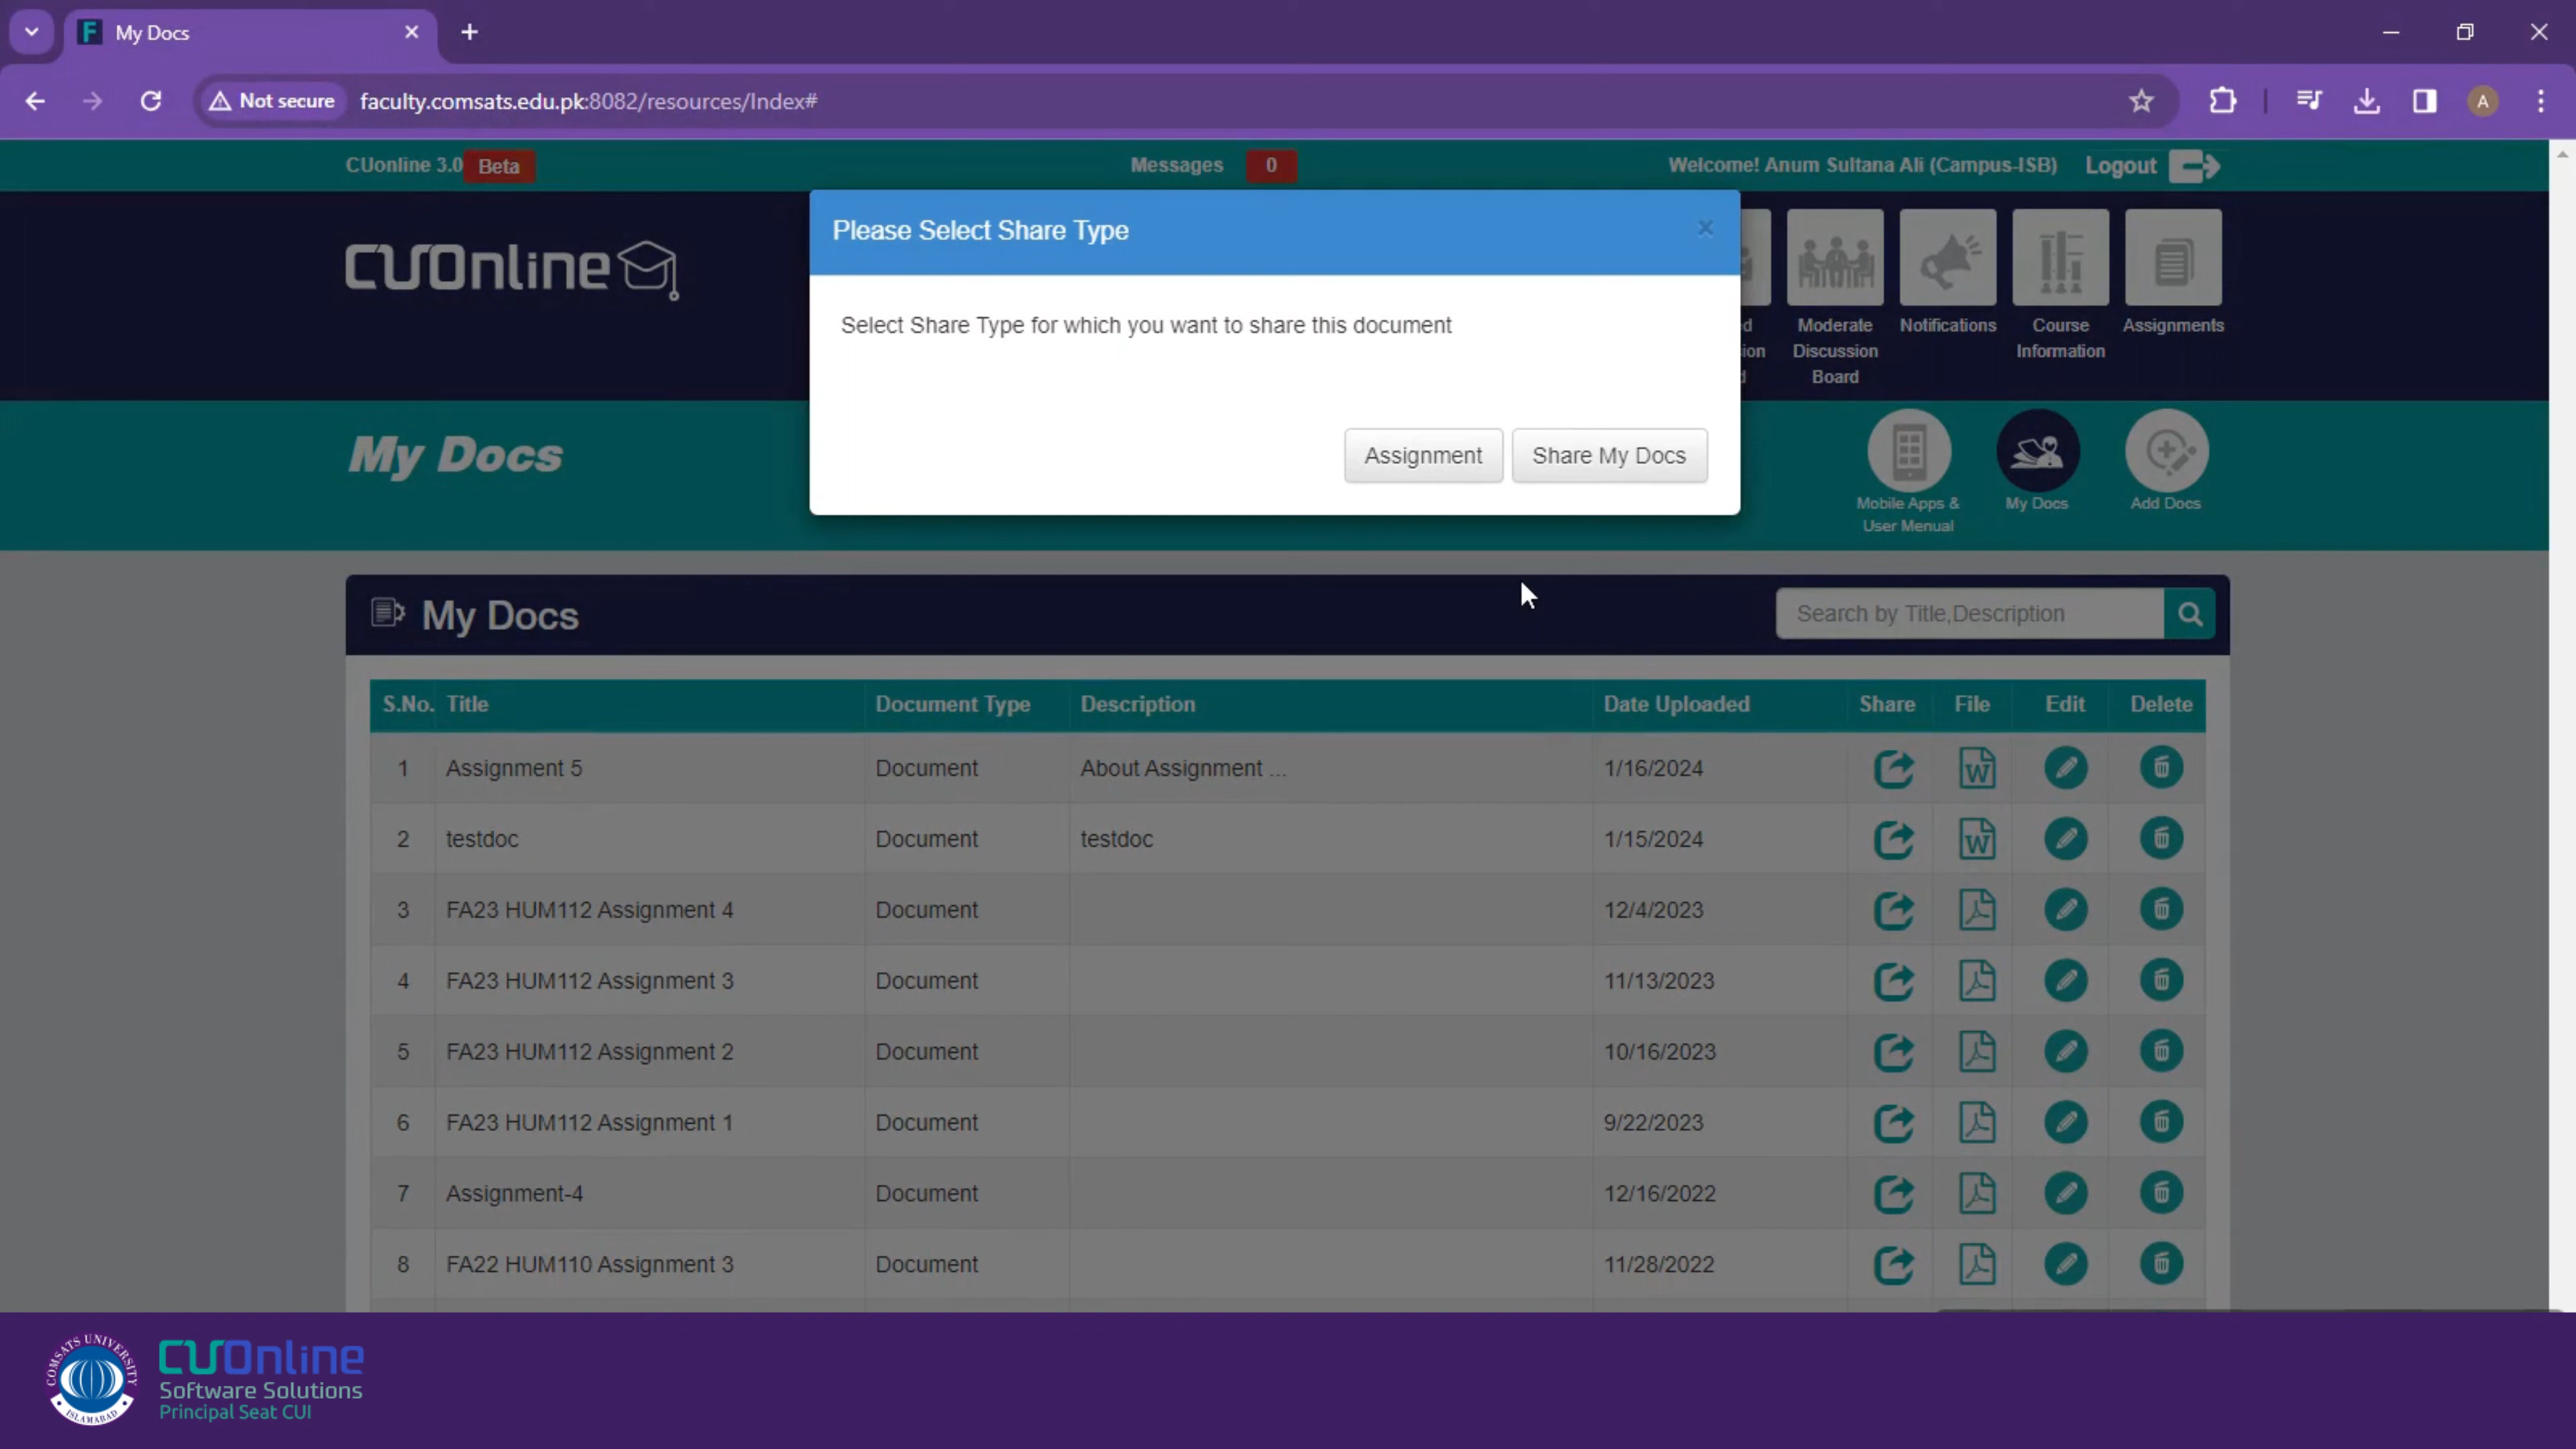 My Docs
Not secure
faculty.comsats.edu.pk:8082/resources/Index#
A
CUonline 3.0 Beta
Messages 0
Welcome! Anum Sultana Ali (Campus-ISB)
Logout
CUOnline
Please Select Share Type
×
Select Share Type for which you want to share this document
Assignment
Share My Docs
Moderate
Discussion
Board
Notifications
Course
Information
Assignments
My Docs
Mobile Apps &
User Menual
My Docs
Add Docs
My Docs
Search by Title,Description
S.No. Title Document Type Description Date Uploaded Share File Edit Delete
1 Assignment 5 Document About Assignment ... 1/16/2024
2 testdoc Document testdoc 1/15/2024
3 FA23 HUM112 Assignment 4 Document 12/4/2023
4 FA23 HUM112 Assignment 3 Document 11/13/2023
5 FA23 HUM112 Assignment 2 Document 10/16/2023
6 FA23 HUM112 Assignment 1 Document 9/22/2023
7 Assignment-4 Document 12/16/2022
8 FA22 HUM110 Assignment 3 Document 11/28/2022
COMSATS UNIVERSITY
ISLAMABAD
CUOnline
Software Solutions
Principal Seat CUI